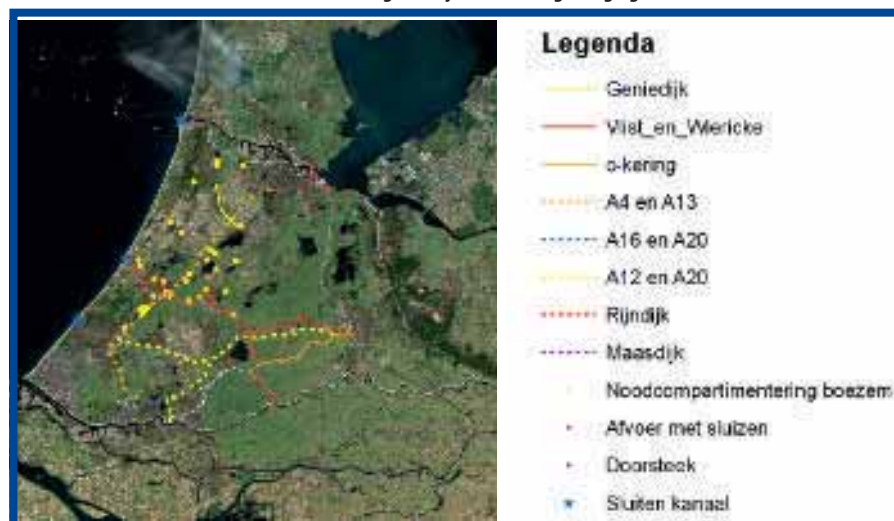 Legenda
Geniedijk
Vlist_en_Wiericke
c-kering
A4 en A13
A16 en A20
A12 en A20
Rijndijk
Maasdijk
Noodcompartimentering boezem
Afvoer met sluizen
Doorsteek
Sluiten kanaal